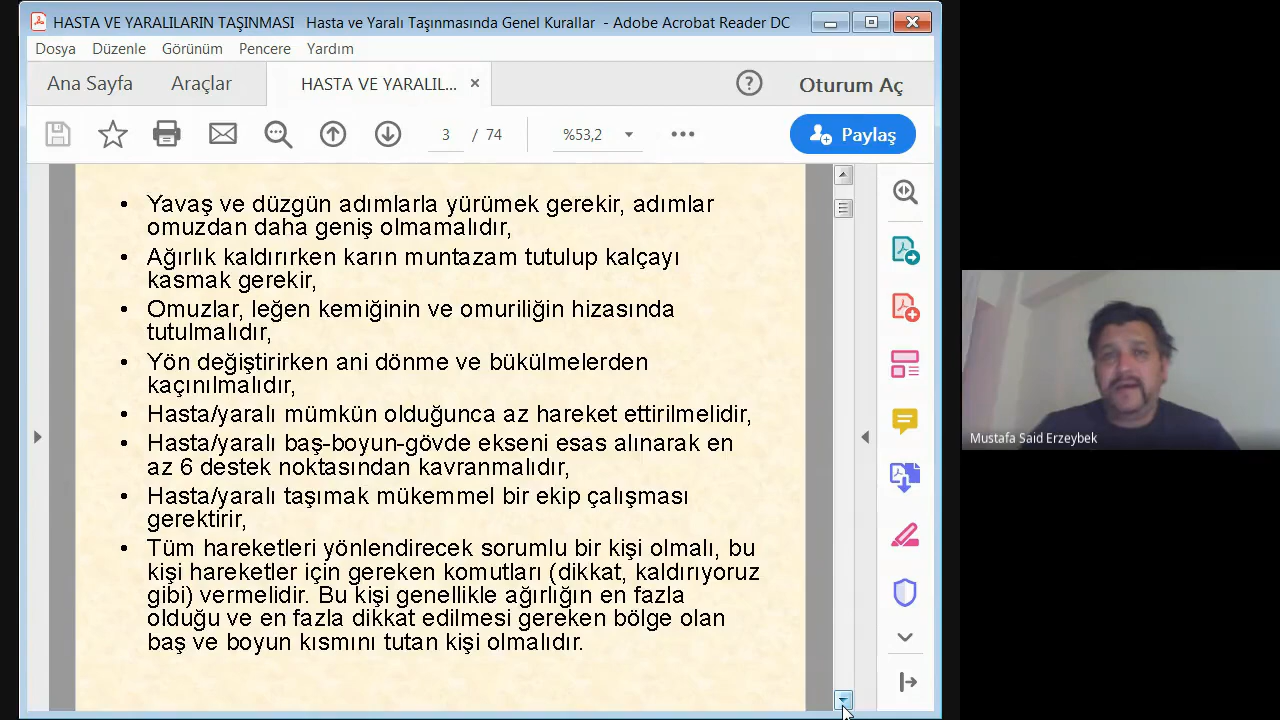 HASTA VE YARALILARIN TAŞINMASI   Hasta ve Yaralı Taşınmasında Genel Kurallar  - Adobe Acrobat Reader DC
Dosya Düzenle Görünüm Pencere Yardım
Ana Sayfa Araçlar HASTA VE YARALIL... × Oturum Aç
3 / 74 %53,2 Paylaş
• Yavaş ve düzgün adımlarla yürümek gerekir, adımlar
omuzdan daha geniş olmamalıdır,
• Ağırlık kaldırırken karın muntazam tutulup kalçayı
kasmak gerekir,
• Omuzlar, leğen kemiğinin ve omuriliğin hizasında
tutulmalıdır,
• Yön değiştirirken ani dönme ve bükülmelerden
kaçınılmalıdır,
• Hasta/yaralı mümkün olduğunca az hareket ettirilmelidir,
• Hasta/yaralı baş-boyun-gövde ekseni esas alınarak en
az 6 destek noktasından kavranmalıdır,
• Hasta/yaralı taşımak mükemmel bir ekip çalışması
gerektirir,
• Tüm hareketleri yönlendirecek sorumlu bir kişi olmalı, bu
kişi hareketler için gereken komutları (dikkat, kaldırıyoruz
gibi) vermelidir. Bu kişi genellikle ağırlığın en fazla
olduğu ve en fazla dikkat edilmesi gereken bölge olan
baş ve boyun kısmını tutan kişi olmalıdır.
Mustafa Said Erzeybek